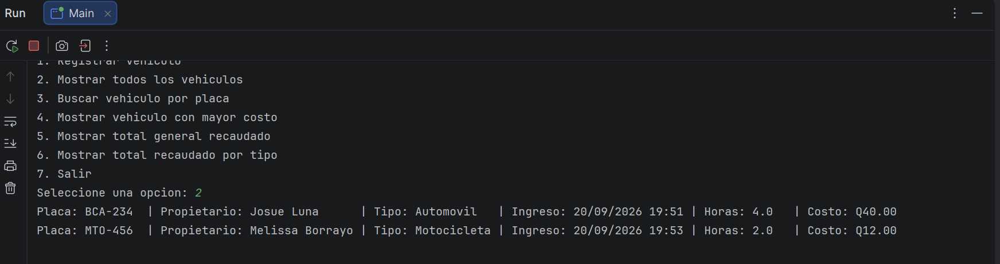 Run Main
1. Registrar vehiculo
2. Mostrar todos los vehiculos
3. Buscar vehiculo por placa
4. Mostrar vehiculo con mayor costo
5. Mostrar total general recaudado
6. Mostrar total recaudado por tipo
7. Salir
Seleccione una opcion: 2
Placa: BCA-234  | Propietario: Josue Luna      | Tipo: Automovil   | Ingreso: 20/09/2026 19:51 | Horas: 4.0   | Costo: Q40.00
Placa: MTO-456  | Propietario: Melissa Borrayo | Tipo: Motocicleta | Ingreso: 20/09/2026 19:53 | Horas: 2.0   | Costo: Q12.00